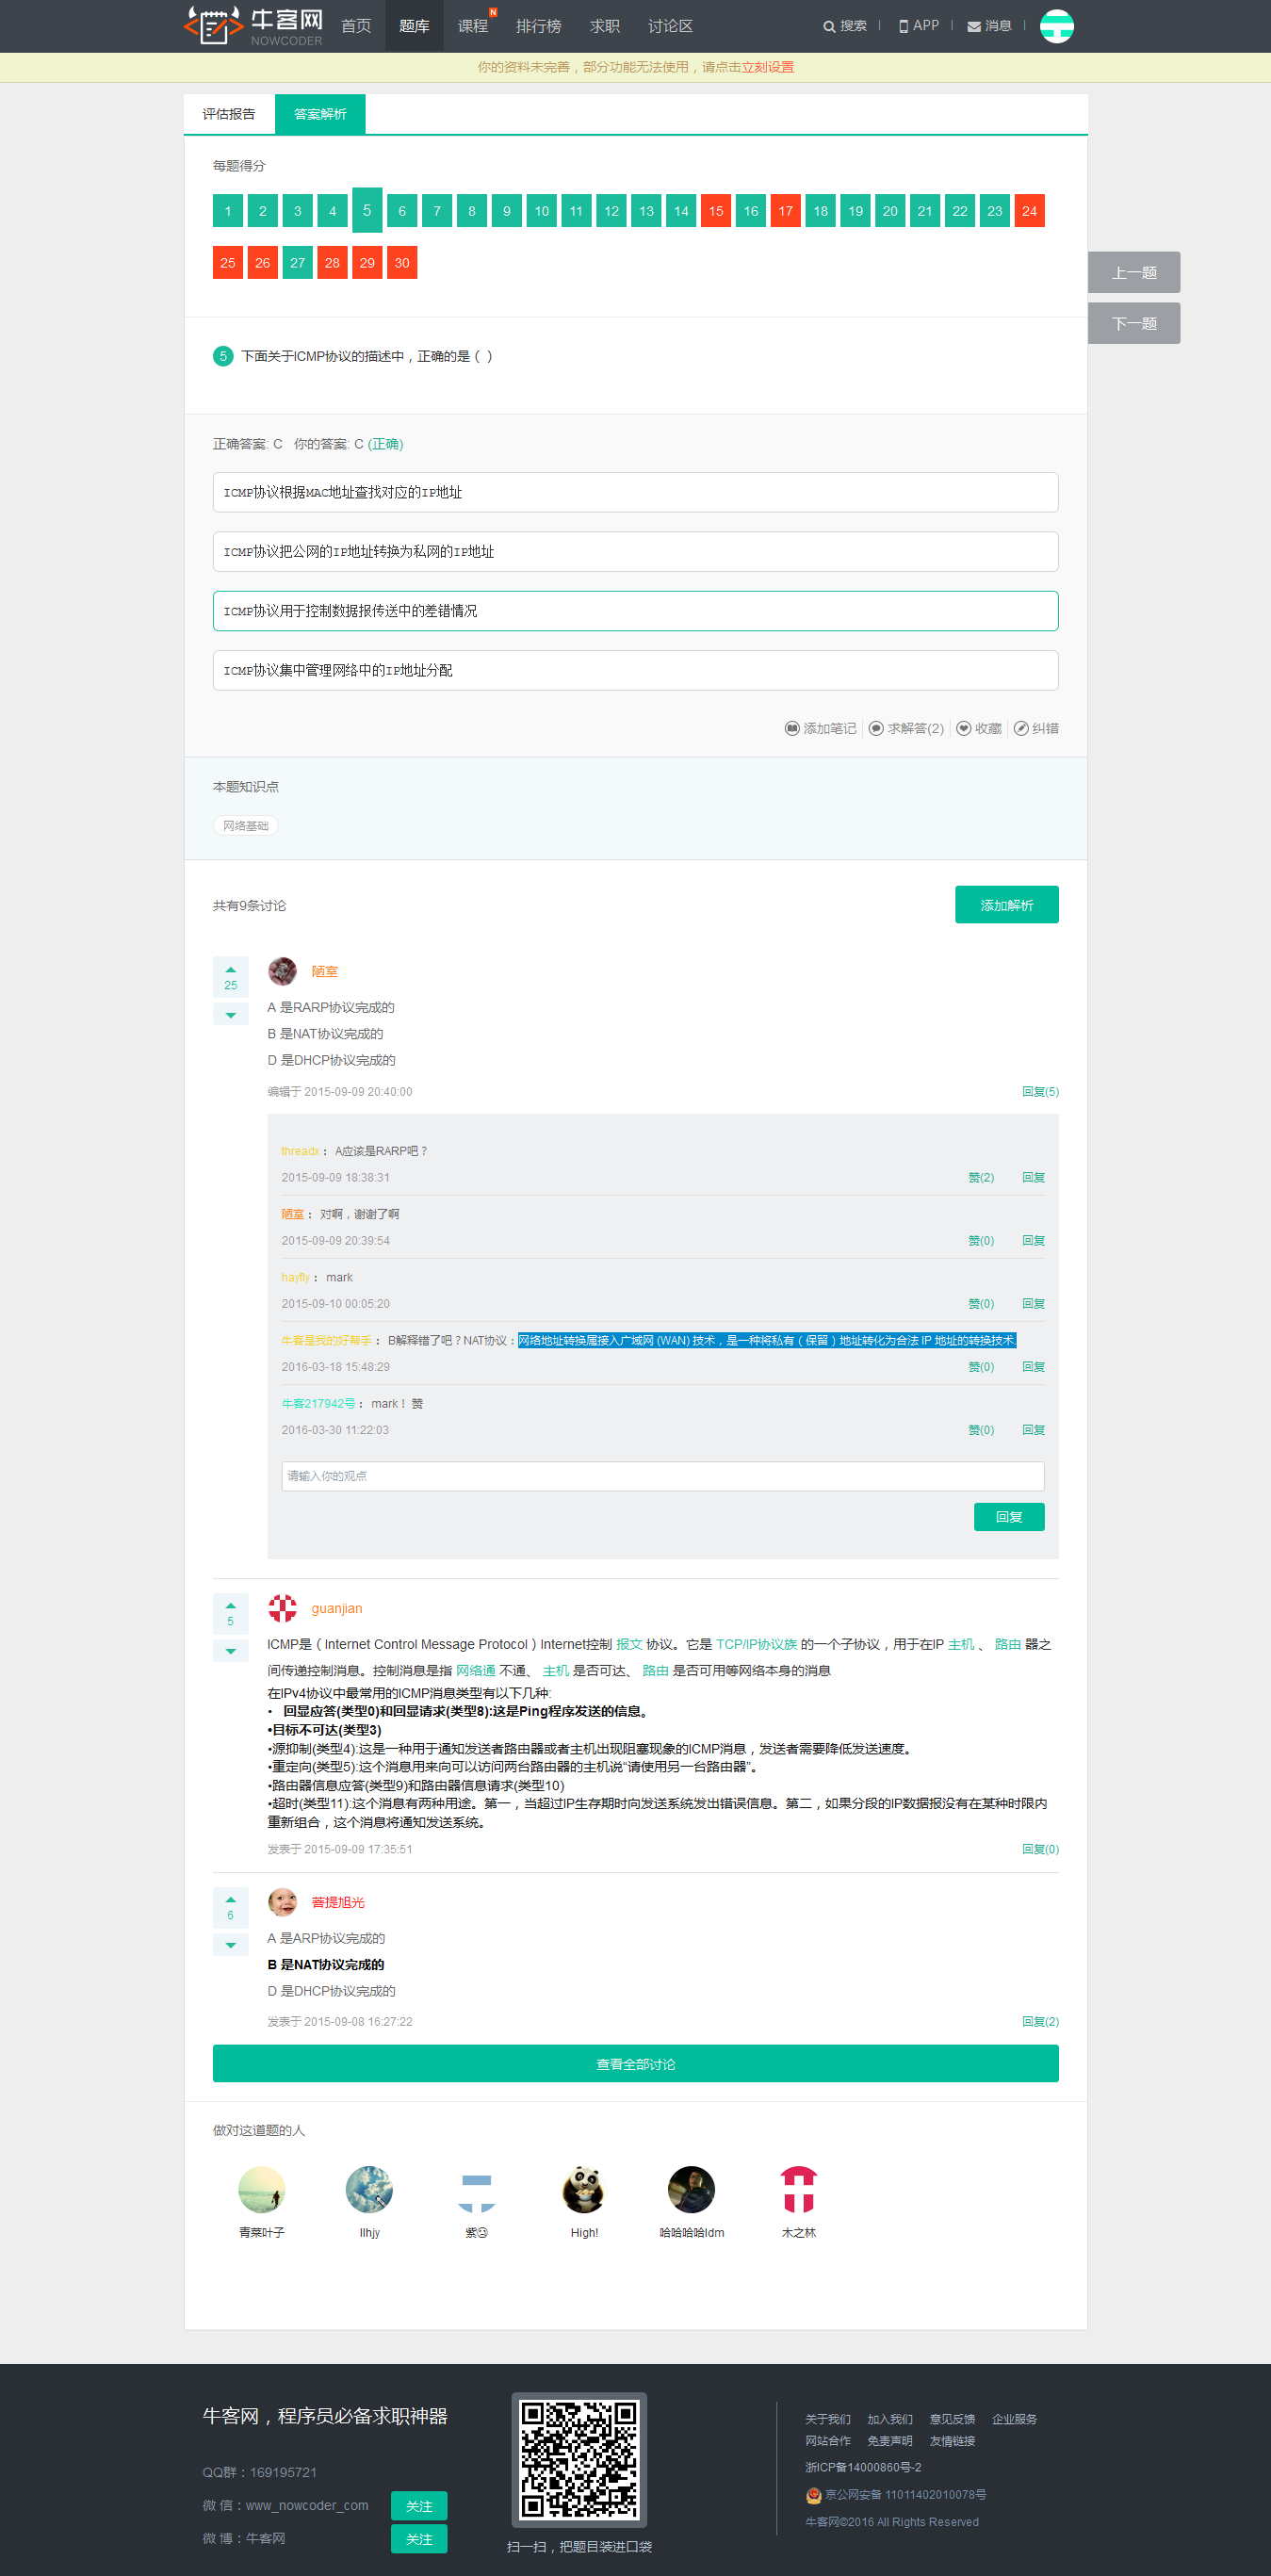 牛客网
NOWCODER
首页 题库 课程 N 排行榜 求职 讨论区 搜索 APP 消息
你的资料未完善，部分功能无法使用，请点击立刻设置
评估报告 答案解析
每题得分
1 2 3 4 5 6 7 8 9 10 11 12 13 14 15 16 17 18 19 20 21 22 23 24
25 26 27 28 29 30
上一题
下一题
5 下面关于ICMP协议的描述中，正确的是（ ）
正确答案: C 你的答案: C (正确)
ICMP协议根据MAC地址查找对应的IP地址
ICMP协议把公网的IP地址转换为私网的IP地址
ICMP协议用于控制数据报传送中的差错情况
ICMP协议集中管理网络中的IP地址分配
添加笔记 求解答(2) 收藏 纠错
本题知识点
网络基础
共有9条讨论 添加解析
25
陋室
A 是RARP协议完成的
B 是NAT协议完成的
D 是DHCP协议完成的
编辑于 2015-09-09 20:40:00 回复(5)
threadx： A应该是RARP吧？
2015-09-09 18:38:31 赞(2) 回复
陋室： 对啊，谢谢了啊
2015-09-09 20:39:54 赞(0) 回复
hayfly： mark
2015-09-10 00:05:20 赞(0) 回复
牛客是我的好帮手： B解释错了吧？NAT协议：网络地址转换属接入广域网 (WAN) 技术，是一种将私有（保留）地址转化为合法 IP 地址的转换技术
2016-03-18 15:48:29 赞(0) 回复
牛客217942号： mark！ 赞
2016-03-30 11:22:03 赞(0) 回复
请输入你的观点
回复
5
guanjian
ICMP是（Internet Control Message Protocol）Internet控制 报文 协议。它是 TCP/IP协议族 的一个子协议，用于在IP 主机 、 路由 器之
间传递控制消息。控制消息是指 网络通 不通、 主机 是否可达、 路由 是否可用等网络本身的消息
在IPv4协议中最常用的ICMP消息类型有以下几种:
• 回显应答(类型0)和回显请求(类型8):这是Ping程序发送的信息。
•目标不可达(类型3)
•源抑制(类型4):这是一种用于通知发送者路由器或者主机出现阻塞现象的ICMP消息，发送者需要降低发送速度。
•重定向(类型5):这个消息用来向可以访问两台路由器的主机说“请使用另一台路由器”。
•路由器信息应答(类型9)和路由器信息请求(类型10)
•超时(类型11):这个消息有两种用途。第一，当超过IP生存期时向发送系统发出错误信息。第二，如果分段的IP数据报没有在某种时限内
重新组合，这个消息将通知发送系统。
发表于 2015-09-09 17:35:51 回复(0)
6
菩提旭光
A 是ARP协议完成的
B 是NAT协议完成的
D 是DHCP协议完成的
发表于 2015-09-08 16:27:22 回复(2)
查看全部讨论
做对这道题的人
青菜叶子 llhjy 紫 High! 哈哈哈哈ldm 木之林
牛客网，程序员必备求职神器
QQ群：169195721
微 信：www_nowcoder_com 关注
微 博：牛客网 关注
扫一扫，把题目装进口袋
关于我们 加入我们 意见反馈 企业服务
网站合作 免责声明 友情链接
浙ICP备14000860号-2
京公网安备 11011402010078号
牛客网©2016 All Rights Reserved